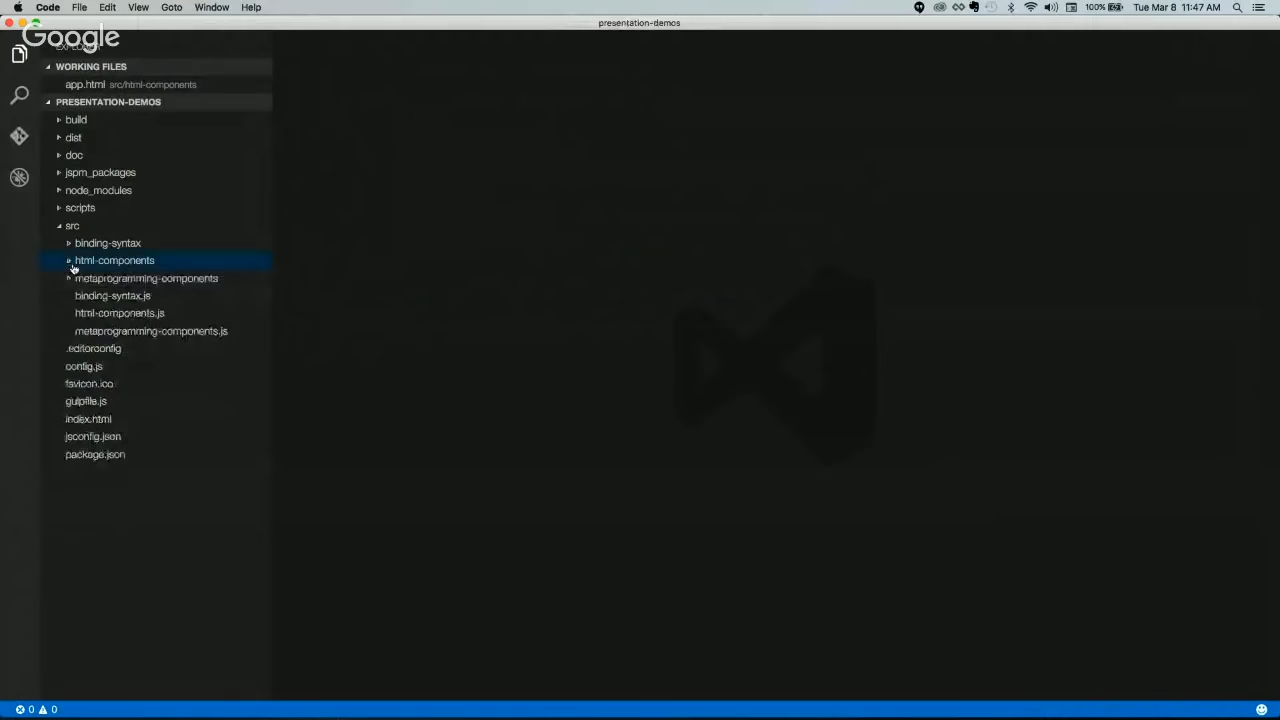 Code File Edit View Goto Window Help 100% Tue Mar 8 11:47 AM
presentation-demos
Google
WORKING FILES
app.html src/html-components
PRESENTATION-DEMOS
build
dist
doc
jspm_packages
node_modules
scripts
src
binding-syntax
html-components
metaprogramming-components
binding-syntax.js
html-components.js
metaprogramming-components.js
.editorconfig
config.js
favicon.ico
gulpfile.js
index.html
jsconfig.json
package.json
0 0